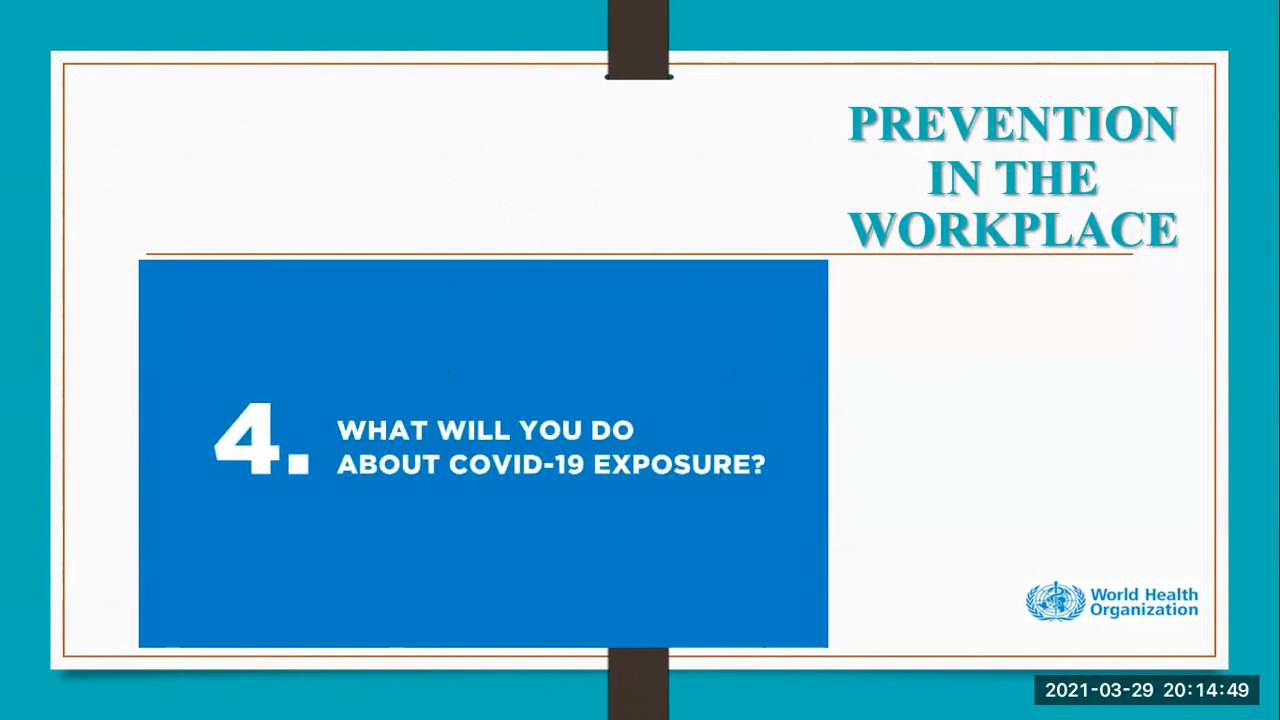 PREVENTION
IN THE
WORKPLACE
4. WHAT WILL YOU DO
ABOUT COVID-19 EXPOSURE?
World Health
Organization
2021-03-29 20:14:49